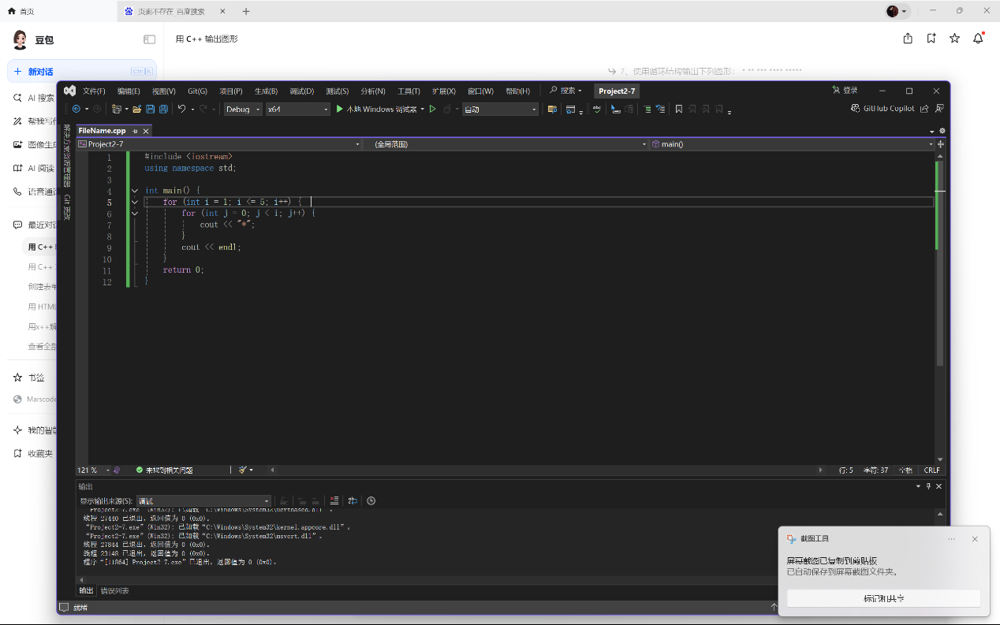 首页
页面不存在_百度搜索
豆包
用 C++ 输出图形
新对话
Ctrl K
7、使用循环结构输出下列图形： * ** *** **** *****
AI 搜索
帮我写作
图像生成
AI 阅读
语音通话
最近对话
用 C++
用 C++
创建表单
用 HTML
用x++解
查看全部
书签
Marscode
我的智能
收藏夹
文件(F) 编辑(E) 视图(V) Git(G) 项目(P) 生成(B) 调试(D) 测试(S) 分析(N) 工具(T) 扩展(X) 窗口(W) 帮助(H) 搜索 Project2-7 登录
Debug x64 本地 Windows 调试器 自动 GitHub Copilot
FileName.cpp
Project2-7 (全局范围) main()
Git 更改
1 #include <iostream>
2 using namespace std;
3
4 int main() {
5 for (int i = 1; i <= 5; i++) {
6 for (int j = 0; j < i; j++) {
7 cout << "*";
8 }
9 cout << endl;
10 }
11 return 0;
12 }
121 % 未找到相关问题 行: 5 字符: 37 空格 CRLF
输出
显示输出来源(S): 调试
线程 27440 已退出，返回值为 0 (0x0)。
“Project2-7.exe”(Win32): 已加载“C:\Windows\System32\kernel.appcore.dll”。
“Project2-7.exe”(Win32): 已加载“C:\Windows\System32\msvcrt.dll”。
线程 27844 已退出，返回值为 0 (0x0)。
线程 23148 已退出，返回值为 0 (0x0)。
程序“[11864] Project2-7.exe”已退出，返回值为 0 (0x0)。
输出 错误列表
就绪
截图工具
屏幕截图已复制到剪贴板
已自动保存到屏幕截图文件夹。
标记和共享